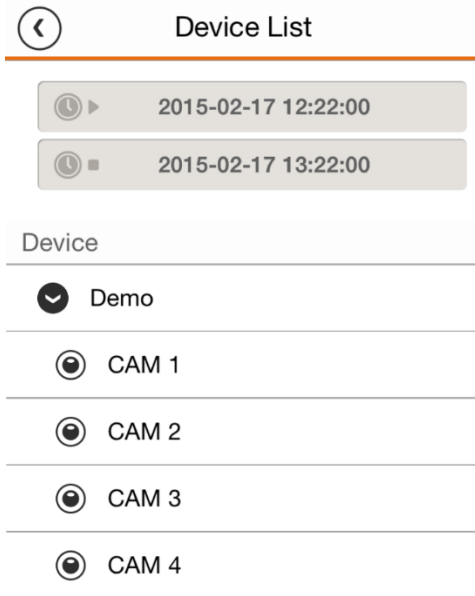 Device List
2015-02-17 12:22:00
2015-02-17 13:22:00
Device
Demo
CAM 1
CAM 2
CAM 3
CAM 4